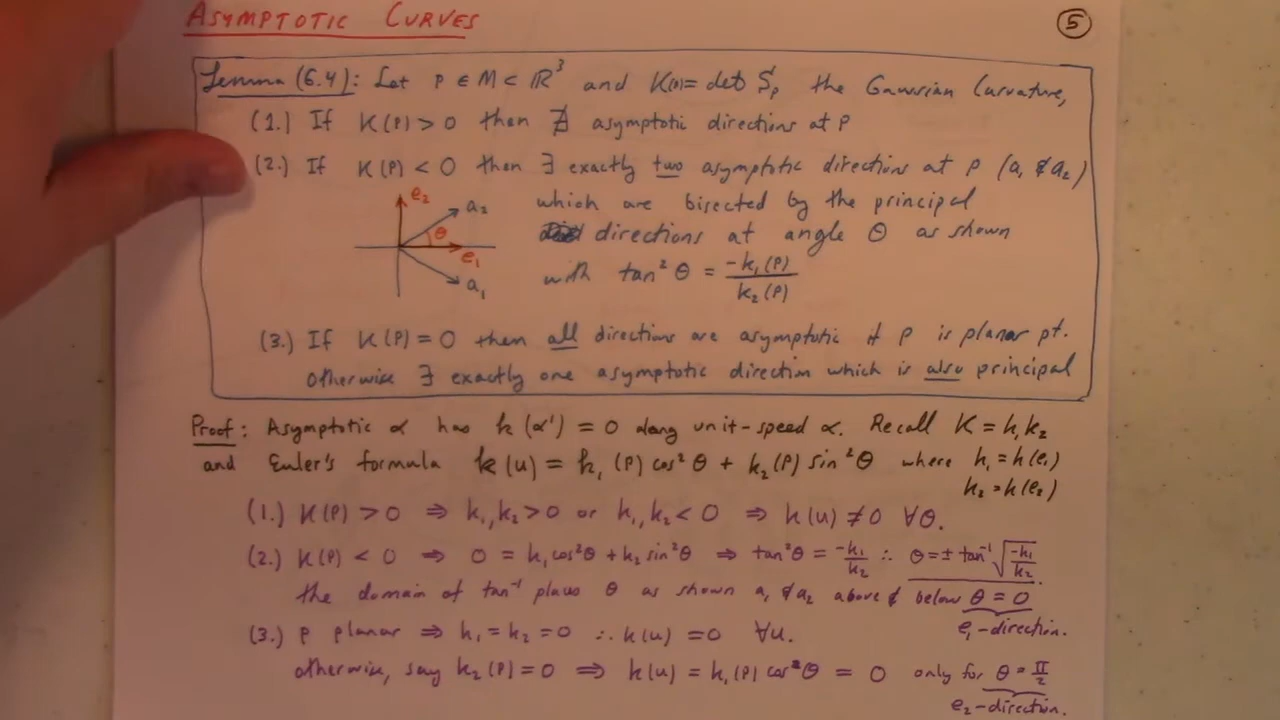 ASYMPTOTIC CURVES
5
Lemma (6.4): Let p ∈ M ⊂ ℝ³ and K(p) = det Sₚ the Gaussian Curvature,
(1.) If K(P) > 0 then ∄ asymptotic directions at p
(2.) If K(P) < 0 then ∃ exactly two asymptotic directions at p (a₁ & a₂)
which are bisected by the principal
directions at angle θ as shown
with tan²θ = -k₁(P) / k₂(P)
e₂
a₂
θ
e₁
a₁
(3.) If K(P) = 0 then all directions are asymptotic if p is planar pt.
Otherwise ∃ exactly one asymptotic direction which is also principal
Proof: Asymptotic α has k(α') = 0 along unit-speed α. Recall K = k₁k₂
and Euler's formula k(u) = k₁(P) cos²θ + k₂(P) sin²θ where k₁ = k(e₁)
k₂ = k(e₂)
(1.) K(P) > 0 ⇒ k₁, k₂ > 0 or k₁, k₂ < 0 ⇒ k(u) ≠ 0 ∀θ.
(2.) K(P) < 0 ⇒ 0 = k₁cos²θ + k₂ sin²θ ⇒ tan²θ = -k₁/k₂ ∴ θ = ± tan⁻¹√(-k₁/k₂)
the domain of tan⁻¹ places θ as shown a₁ & a₂ above & below θ = 0
e₁-direction.
(3.) p planar ⇒ k₁ = k₂ = 0 ∴ k(u) = 0 ∀u.
otherwise, say k₂(P) = 0 ⇒ k(u) = k₁(P) cos²θ = 0 only for θ = π/2
e₂-direction.